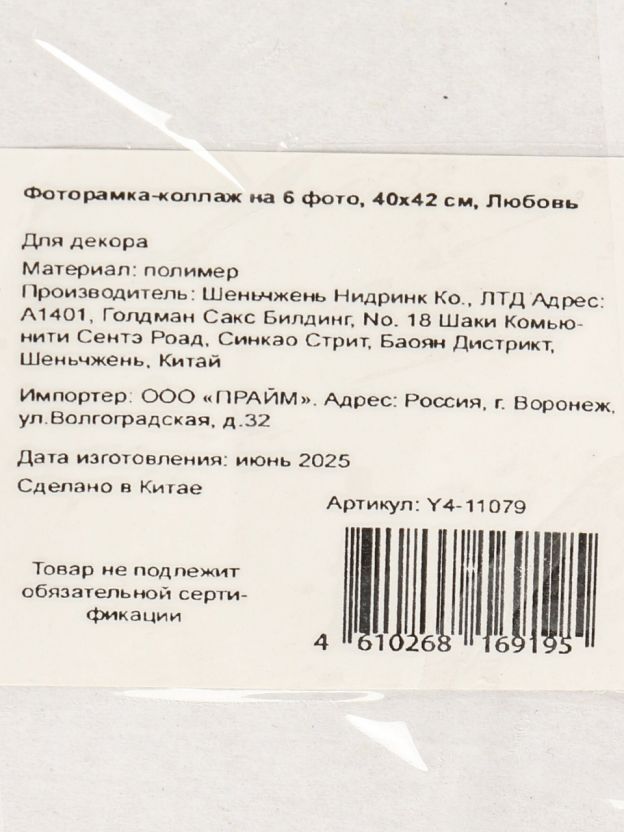 Фоторамка-коллаж на 6 фото, 40х42 см, Любовь
Для декора
Материал: полимер
Производитель: Шеньчжень Нидринк Ко., ЛТД Адрес:
А1401, Голдман Сакс Билдинг, No. 18 Шаки Комью-
нити Сентэ Роад, Синкао Стрит, Баоян Дистрикт,
Шеньчжень, Китай
Импортер: ООО «ПРАЙМ». Адрес: Россия, г. Воронеж,
ул.Волгоградская, д.32
Дата изготовления: июнь 2025
Сделано в Китае
Артикул: Y4-11079
Товар не подлежит
обязательной серти-
фикации
4 610268 169195